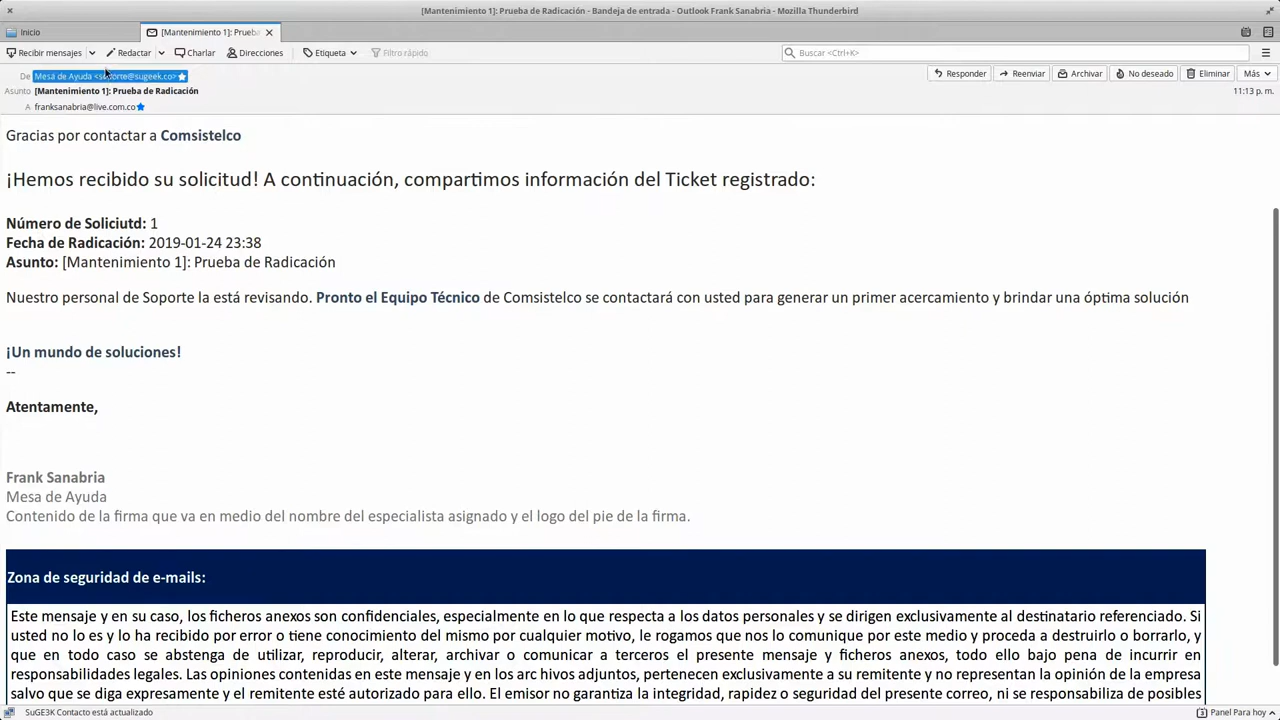 [Mantenimiento 1]: Prueba de Radicación - Bandeja de entrada - Outlook Frank Sanabria - Mozilla Thunderbird
Inicio
[Mantenimiento 1]: Prueba
Recibir mensajes
Redactar
Charlar
Direcciones
Etiqueta
Filtro rápido
Buscar <Ctrl+K>
De Mesa de Ayuda <soporte@sugeek.co>
Responder
Reenviar
Archivar
No deseado
Eliminar
Más
Asunto [Mantenimiento 1]: Prueba de Radicación
11:13 p. m.
A franksanabria@live.com.co
Gracias por contactar a Comsistelco
¡Hemos recibido su solicitud! A continuación, compartimos información del Ticket registrado:
Número de Soliciutd: 1
Fecha de Radicación: 2019-01-24 23:38
Asunto: [Mantenimiento 1]: Prueba de Radicación
Nuestro personal de Soporte la está revisando. Pronto el Equipo Técnico de Comsistelco se contactará con usted para generar un primer acercamiento y brindar una óptima solución
¡Un mundo de soluciones!
--
Atentamente,
Frank Sanabria
Mesa de Ayuda
Contenido de la firma que va en medio del nombre del especialista asignado y el logo del pie de la firma.
Zona de seguridad de e-mails:
Este mensaje y en su caso, los ficheros anexos son confidenciales, especialmente en lo que respecta a los datos personales y se dirigen exclusivamente al destinatario referenciado. Si
usted no lo es y lo ha recibido por error o tiene conocimiento del mismo por cualquier motivo, le rogamos que nos lo comunique por este medio y proceda a destruirlo o borrarlo, y
que en todo caso se abstenga de utilizar, reproducir, alterar, archivar o comunicar a terceros el presente mensaje y ficheros anexos, todo ello bajo pena de incurrir en
responsabilidades legales. Las opiniones contenidas en este mensaje y en los arc hivos adjuntos, pertenecen exclusivamente a su remitente y no representan la opinión de la empresa
salvo que se diga expresamente y el remitente esté autorizado para ello. El emisor no garantiza la integridad, rapidez o seguridad del presente correo, ni se responsabiliza de posibles
SuGE3K Contacto está actualizado
Panel Para hoy